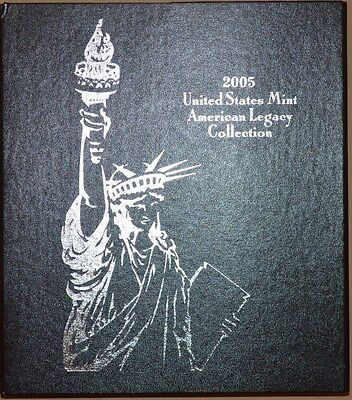 2005
United States Mint
American Legacy
Collection